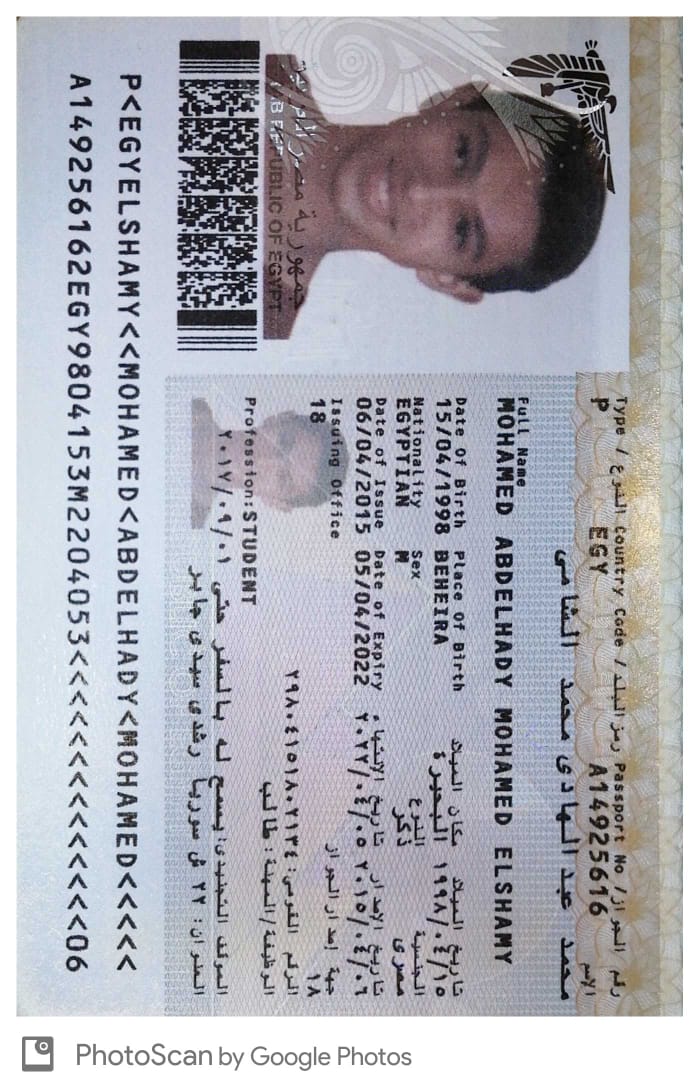 Type / النوع Country Code / رمز البلد Passport No / رقم الجواز
P EGY A14925616
الإسم
محمد عبد الهادى محمد الشامى
Full Name
MOHAMED ABDELHADY MOHAMED ELSHAMY
Date Of Birth Place Of Birth مكان الميلاد تاريخ الميلاد
15/04/1998 BEHEIRA البحيرة ١٩٩٨/٠٤/١٥
Nationality Sex النوع الجنسية
EGYPTIAN M ذكر مصرى
Date of Issue Date of Expiry تاريخ الإنتهاء تاريخ الإصدار
06/04/2015 05/04/2022 ٢٠٢٢/٠٤/٠٥ ٢٠١٥/٠٤/٠٦
Issuing Office جهة إصدار الجواز
18 ١٨
الرقم القومى: ٢٩٨٠٤١٥١٨٠٢١٣٤
الوظيفة/المهنة: طالب
Profession:STUDENT
الموقف التجنيدى: يسمح له بالسفر حتى ٢٠١٧/٠٩/٠١
العنوان: ٢٢ ش سوريا رشدى سيدى جابر
جمهورية مصر العربية
ARAB REPUBLIC OF EGYPT
P<EGYELSHAMY<<MOHAMED<ABDELHADY<MOHAMED<<<<<
A149256162EGY9804153M2204053<<<<<<<<<<<<<<06
PhotoScan by Google Photos